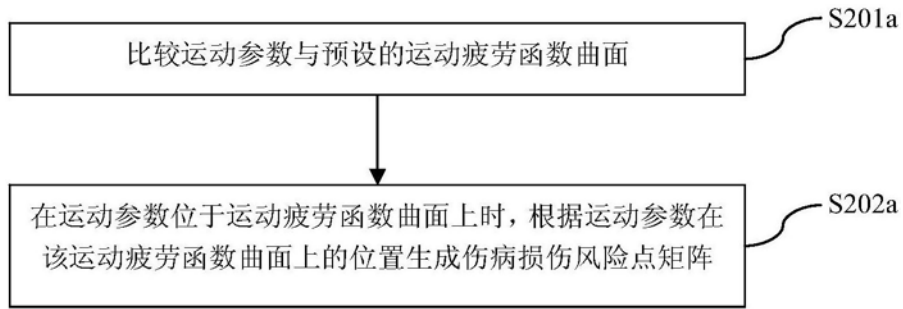 S201a
比较运动参数与预设的运动疲劳函数曲面
S202a
在运动参数位于运动疲劳函数曲面上时，根据运动参数在
该运动疲劳函数曲面上的位置生成伤病损伤风险点矩阵